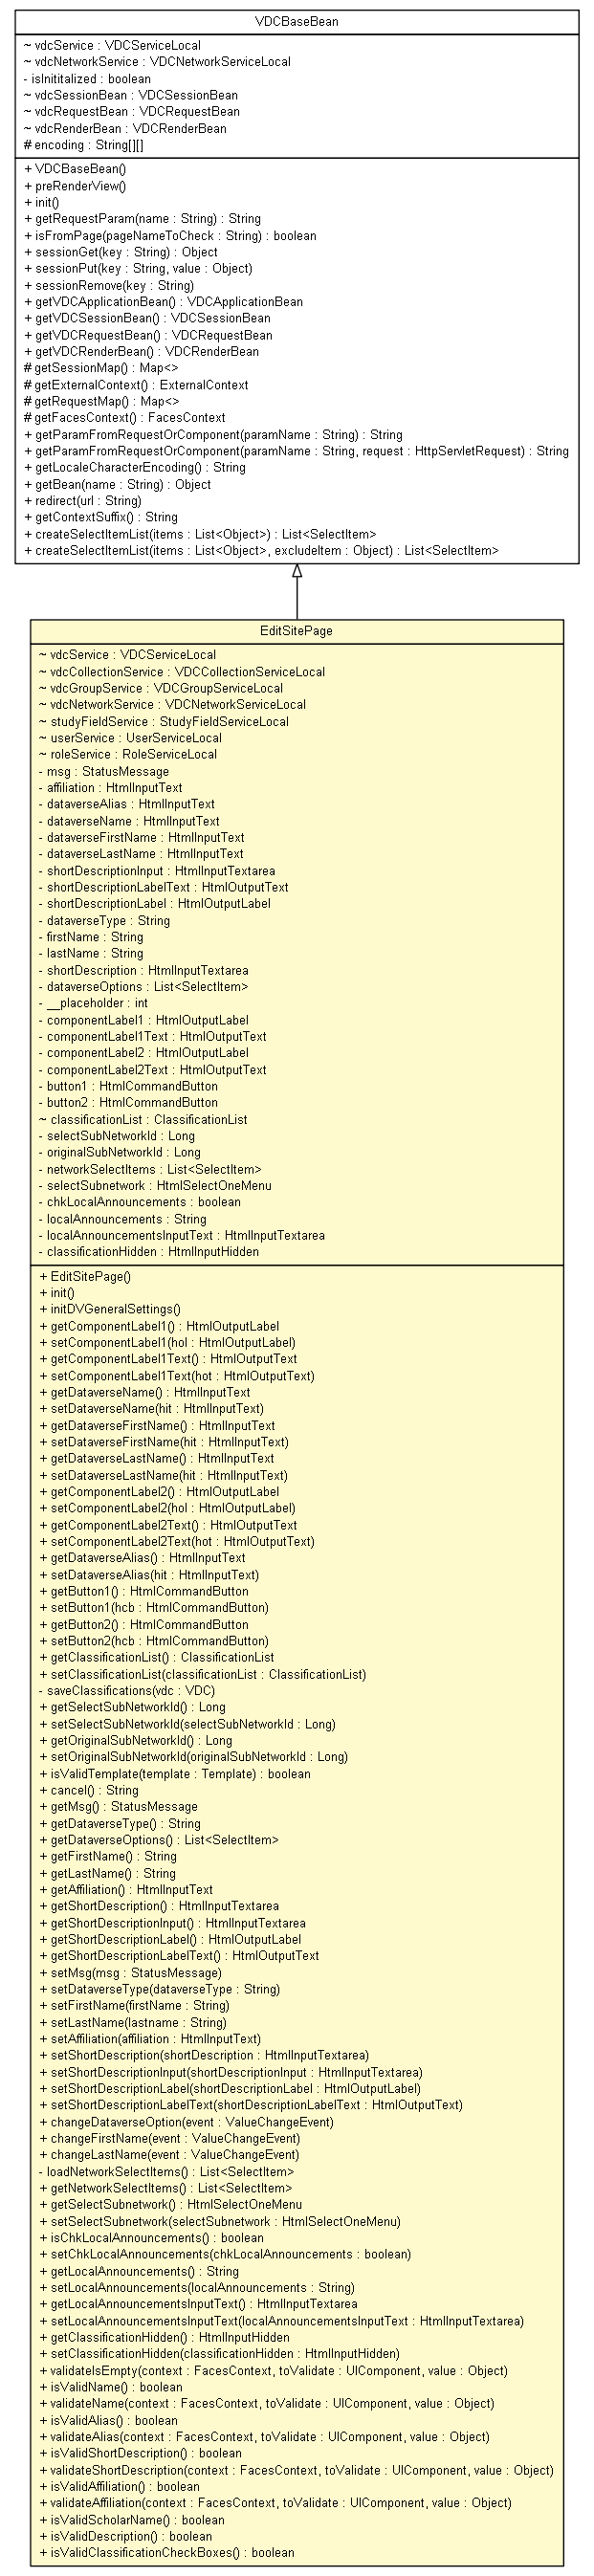 VDCBaseBean
~ vdcService : VDCServiceLocal
~ vdcNetworkService : VDCNetworkServiceLocal
- isInititalized : boolean
~ vdcSessionBean : VDCSessionBean
~ vdcRequestBean : VDCRequestBean
~ vdcRenderBean : VDCRenderBean
# encoding : String[][]
+ VDCBaseBean()
+ preRenderView()
+ init()
+ getRequestParam(name : String) : String
+ isFromPage(pageNameToCheck : String) : boolean
+ sessionGet(key : String) : Object
+ sessionPut(key : String, value : Object)
+ sessionRemove(key : String)
+ getVDCApplicationBean() : VDCApplicationBean
+ getVDCSessionBean() : VDCSessionBean
+ getVDCRequestBean() : VDCRequestBean
+ getVDCRenderBean() : VDCRenderBean
# getSessionMap() : Map<>
# getExternalContext() : ExternalContext
# getRequestMap() : Map<>
# getFacesContext() : FacesContext
+ getParamFromRequestOrComponent(paramName : String) : String
+ getParamFromRequestOrComponent(paramName : String, request : HttpServletRequest) : String
+ getLocaleCharacterEncoding() : String
+ getBean(name : String) : Object
+ redirect(url : String)
+ getContextSuffix() : String
+ createSelectItemList(items : List<Object>) : List<SelectItem>
+ createSelectItemList(items : List<Object>, excludeItem : Object) : List<SelectItem>
EditSitePage
~ vdcService : VDCServiceLocal
~ vdcCollectionService : VDCCollectionServiceLocal
~ vdcGroupService : VDCGroupServiceLocal
~ vdcNetworkService : VDCNetworkServiceLocal
~ studyFieldService : StudyFieldServiceLocal
~ userService : UserServiceLocal
~ roleService : RoleServiceLocal
- msg : StatusMessage
- affiliation : HtmlInputText
- dataverseAlias : HtmlInputText
- dataverseName : HtmlInputText
- dataverseFirstName : HtmlInputText
- dataverseLastName : HtmlInputText
- shortDescriptionInput : HtmlInputTextarea
- shortDescriptionLabelText : HtmlOutputText
- shortDescriptionLabel : HtmlOutputLabel
- dataverseType : String
- firstName : String
- lastName : String
- shortDescription : HtmlInputTextarea
- dataverseOptions : List<SelectItem>
- __placeholder : int
- componentLabel1 : HtmlOutputLabel
- componentLabel1Text : HtmlOutputText
- componentLabel2 : HtmlOutputLabel
- componentLabel2Text : HtmlOutputText
- button1 : HtmlCommandButton
- button2 : HtmlCommandButton
~ classificationList : ClassificationList
- selectSubNetworkId : Long
- originalSubNetworkId : Long
- networkSelectItems : List<SelectItem>
- selectSubnetwork : HtmlSelectOneMenu
- chkLocalAnnouncements : boolean
- localAnnouncements : String
- localAnnouncementsInputText : HtmlInputTextarea
- classificationHidden : HtmlInputHidden
+ EditSitePage()
+ init()
+ initDVGeneralSettings()
+ getComponentLabel1() : HtmlOutputLabel
+ setComponentLabel1(hol : HtmlOutputLabel)
+ getComponentLabel1Text() : HtmlOutputText
+ setComponentLabel1Text(hot : HtmlOutputText)
+ getDataverseName() : HtmlInputText
+ setDataverseName(hit : HtmlInputText)
+ getDataverseFirstName() : HtmlInputText
+ setDataverseFirstName(hit : HtmlInputText)
+ getDataverseLastName() : HtmlInputText
+ setDataverseLastName(hit : HtmlInputText)
+ getComponentLabel2() : HtmlOutputLabel
+ setComponentLabel2(hol : HtmlOutputLabel)
+ getComponentLabel2Text() : HtmlOutputText
+ setComponentLabel2Text(hot : HtmlOutputText)
+ getDataverseAlias() : HtmlInputText
+ setDataverseAlias(hit : HtmlInputText)
+ getButton1() : HtmlCommandButton
+ setButton1(hcb : HtmlCommandButton)
+ getButton2() : HtmlCommandButton
+ setButton2(hcb : HtmlCommandButton)
+ getClassificationList() : ClassificationList
+ setClassificationList(classificationList : ClassificationList)
- saveClassifications(vdc : VDC)
+ getSelectSubNetworkId() : Long
+ setSelectSubNetworkId(selectSubNetworkId : Long)
+ getOriginalSubNetworkId() : Long
+ setOriginalSubNetworkId(originalSubNetworkId : Long)
+ isValidTemplate(template : Template) : boolean
+ cancel() : String
+ getMsg() : StatusMessage
+ getDataverseType() : String
+ getDataverseOptions() : List<SelectItem>
+ getFirstName() : String
+ getLastName() : String
+ getAffiliation() : HtmlInputText
+ getShortDescription() : HtmlInputTextarea
+ getShortDescriptionInput() : HtmlInputTextarea
+ getShortDescriptionLabel() : HtmlOutputLabel
+ getShortDescriptionLabelText() : HtmlOutputText
+ setMsg(msg : StatusMessage)
+ setDataverseType(dataverseType : String)
+ setFirstName(firstName : String)
+ setLastName(lastname : String)
+ setAffiliation(affiliation : HtmlInputText)
+ setShortDescription(shortDescription : HtmlInputTextarea)
+ setShortDescriptionInput(shortDescriptionInput : HtmlInputTextarea)
+ setShortDescriptionLabel(shortDescriptionLabel : HtmlOutputLabel)
+ setShortDescriptionLabelText(shortDescriptionLabelText : HtmlOutputText)
+ changeDataverseOption(event : ValueChangeEvent)
+ changeFirstName(event : ValueChangeEvent)
+ changeLastName(event : ValueChangeEvent)
- loadNetworkSelectItems() : List<SelectItem>
+ getNetworkSelectItems() : List<SelectItem>
+ getSelectSubnetwork() : HtmlSelectOneMenu
+ setSelectSubnetwork(selectSubnetwork : HtmlSelectOneMenu)
+ isChkLocalAnnouncements() : boolean
+ setChkLocalAnnouncements(chkLocalAnnouncements : boolean)
+ getLocalAnnouncements() : String
+ setLocalAnnouncements(localAnnouncements : String)
+ getLocalAnnouncementsInputText() : HtmlInputTextarea
+ setLocalAnnouncementsInputText(localAnnouncementsInputText : HtmlInputTextarea)
+ getClassificationHidden() : HtmlInputHidden
+ setClassificationHidden(classificationHidden : HtmlInputHidden)
+ validateIsEmpty(context : FacesContext, toValidate : UIComponent, value : Object)
+ isValidName() : boolean
+ validateName(context : FacesContext, toValidate : UIComponent, value : Object)
+ isValidAlias() : boolean
+ validateAlias(context : FacesContext, toValidate : UIComponent, value : Object)
+ isValidShortDescription() : boolean
+ validateShortDescription(context : FacesContext, toValidate : UIComponent, value : Object)
+ isValidAffiliation() : boolean
+ validateAffiliation(context : FacesContext, toValidate : UIComponent, value : Object)
+ isValidScholarName() : boolean
+ isValidDescription() : boolean
+ isValidClassificationCheckBoxes() : boolean